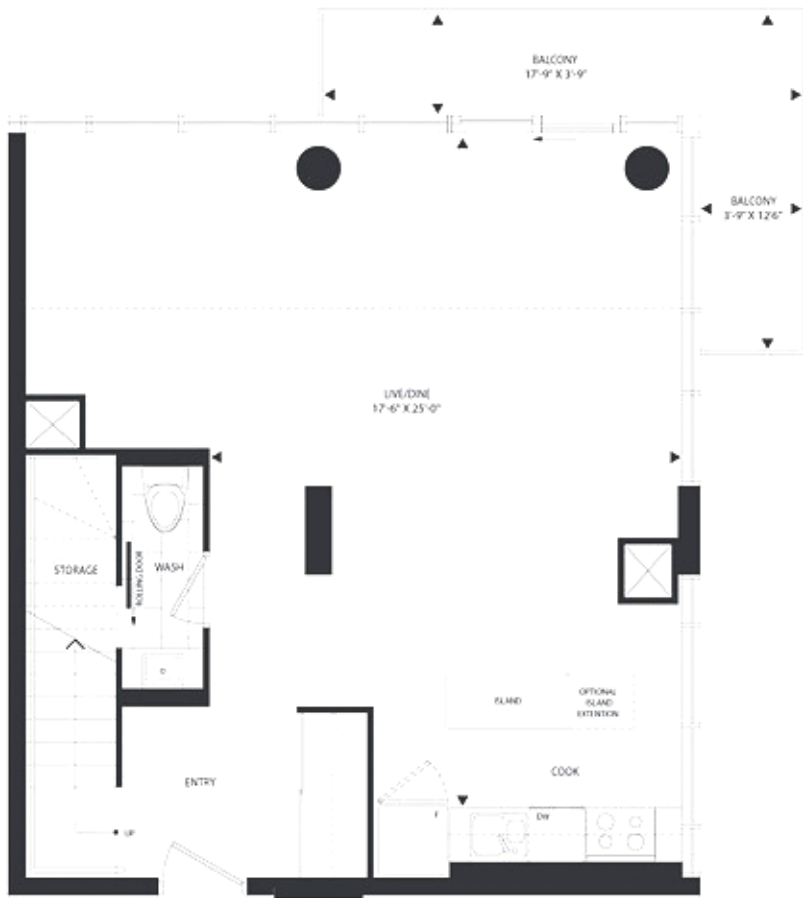 BALCONY
17'-9" X 3'-9"
BALCONY
3'-9" X 12'6"
LIVE/DINE
17'-6" X 25'-0"
STORAGE
ROLLING DOOR
WASH
ISLAND
OPTIONAL
ISLAND
EXTENTION
ENTRY
COOK
F
DW
UP